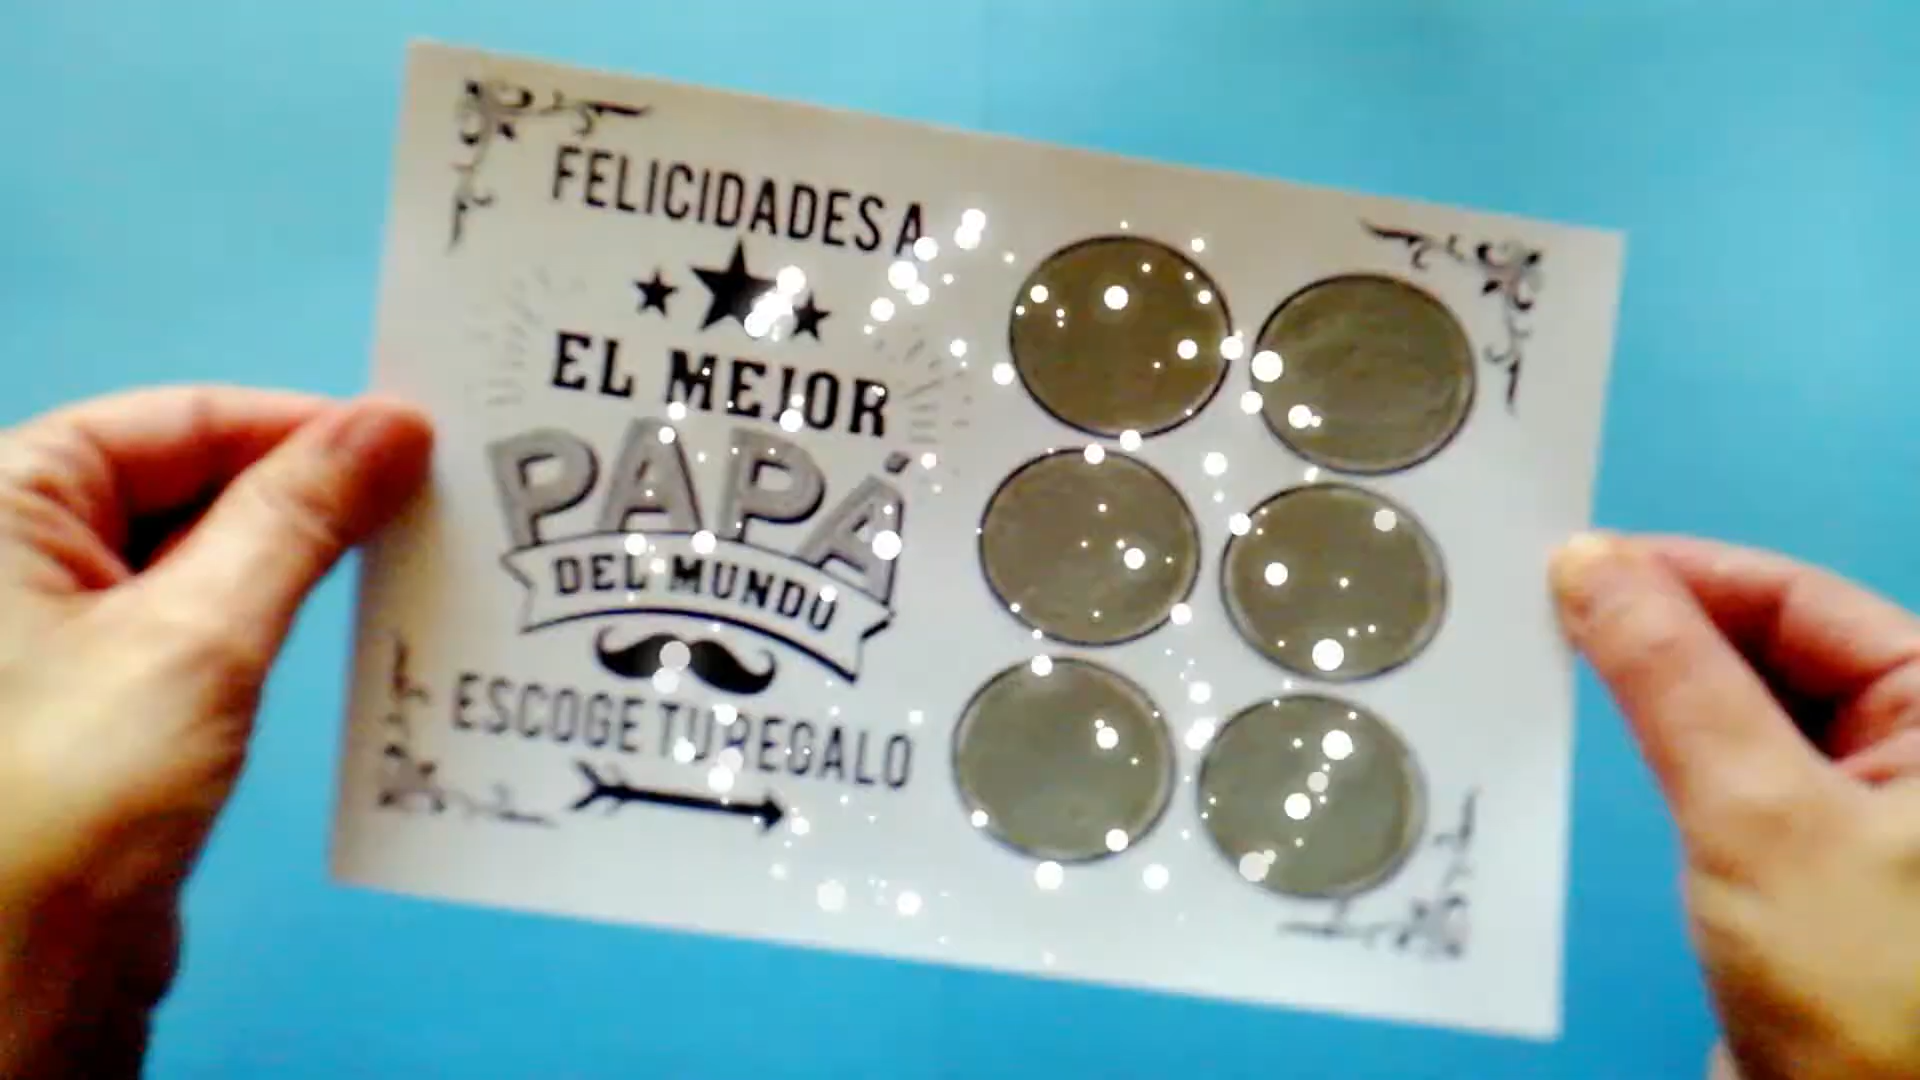 FELICIDADES A
EL MEJOR
PAPÁ
DEL MUNDO
ESCOGE TU REGALO